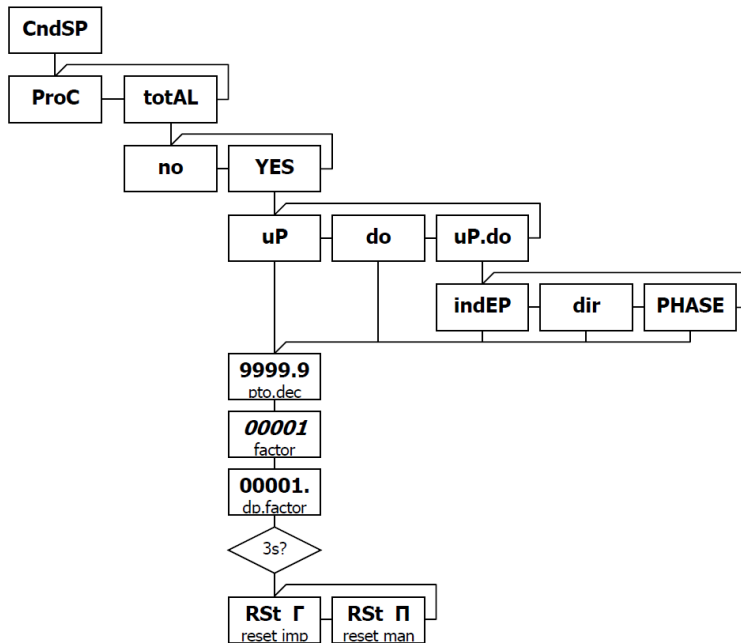 CndSP
ProC totAL
no YES
uP do uP.do
indEP dir PHASE
9999.9
pto.dec
00001
factor
00001.
dp.factor
3s?
RSt Γ RSt Π
reset imp reset man